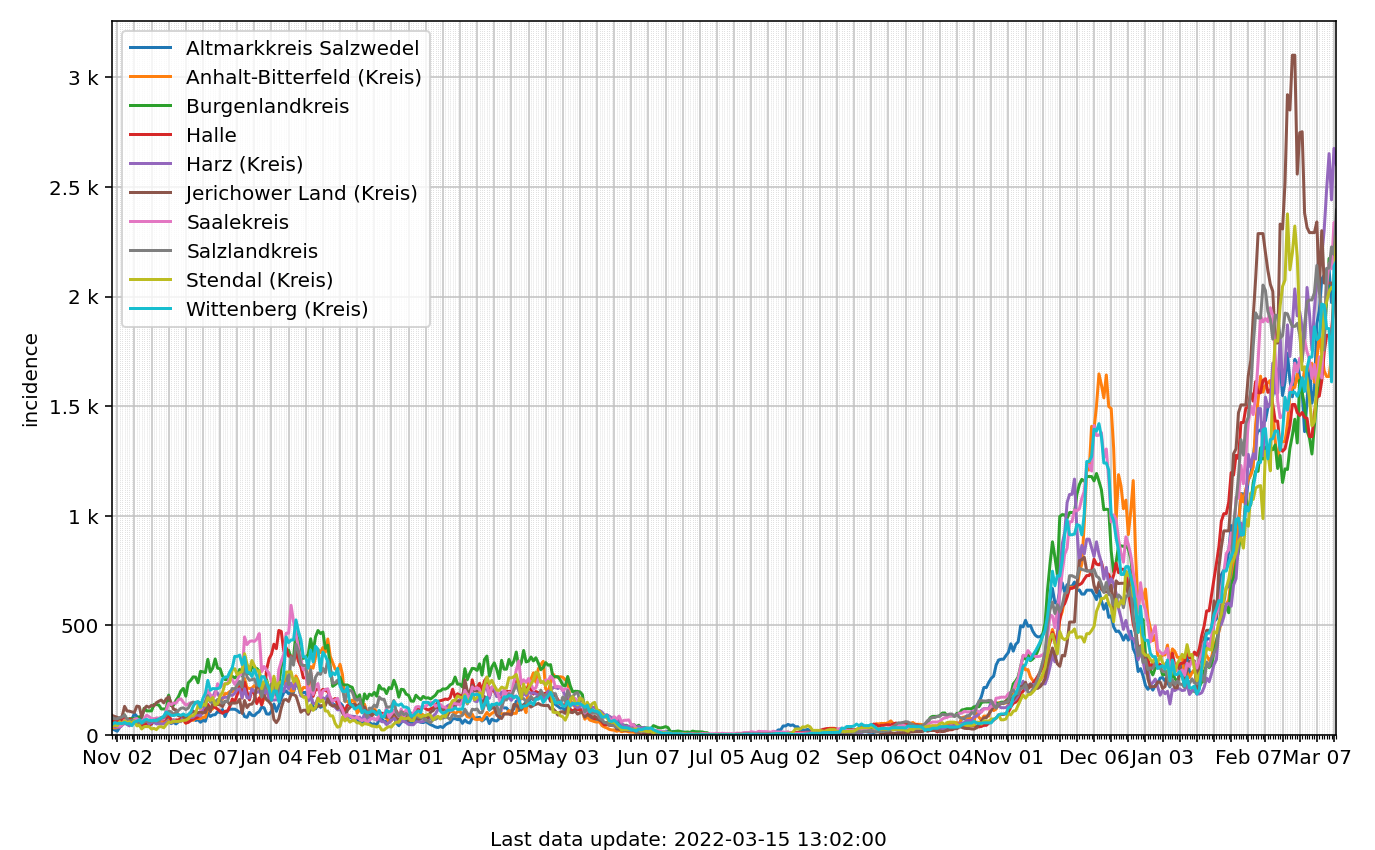 Altmarkkreis Salzwedel
Anhalt-Bitterfeld (Kreis)
Burgenlandkreis
Halle
Harz (Kreis)
Jerichower Land (Kreis)
Saalekreis
Salzlandkreis
Stendal (Kreis)
Wittenberg (Kreis)
3 k
2.5 k
2 k
1.5 k
1 k
500
0
incidence
Nov 02 Dec 07 Jan 04 Feb 01 Mar 01 Apr 05 May 03 Jun 07 Jul 05 Aug 02 Sep 06 Oct 04 Nov 01 Dec 06 Jan 03 Feb 07 Mar 07
Last data update: 2022-03-15 13:02:00